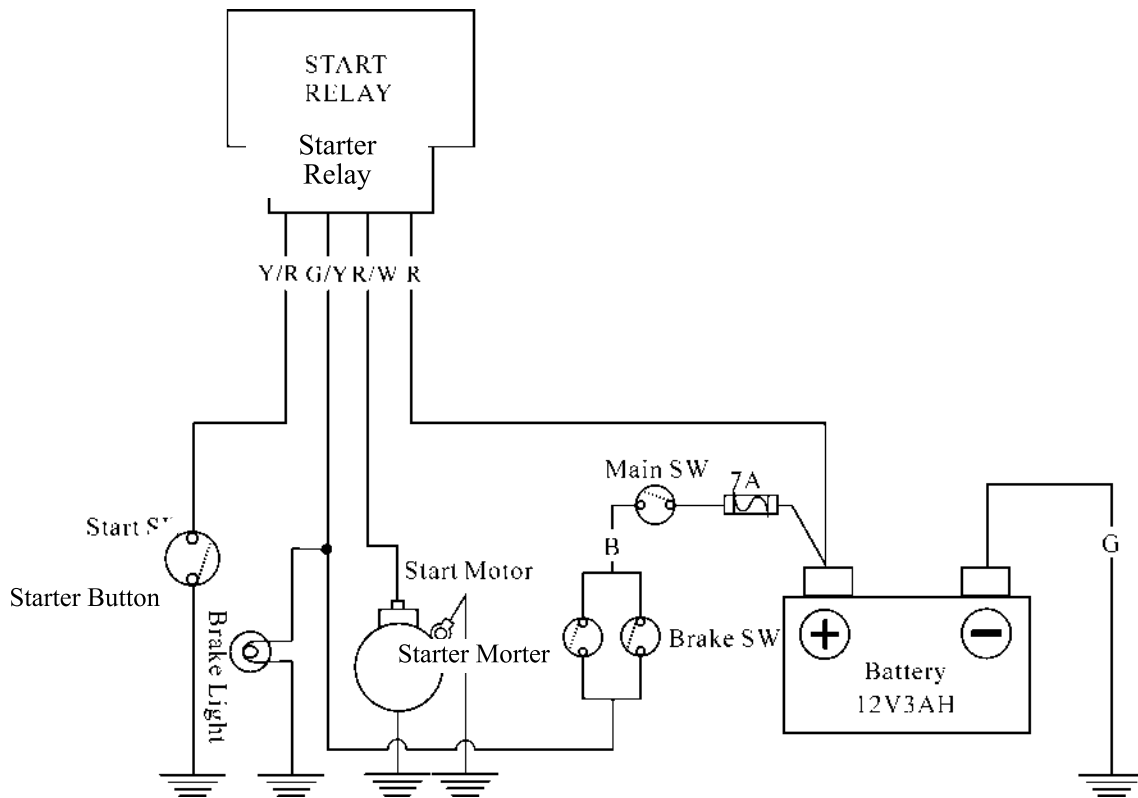 START
RELAY
Starter
Relay
Y/R G/Y R/W R
Main SW
7A
Start
B
G
Start Motor
Starter Button
Brake Light
Starter Morter
Brake SW
+
−
Battery
12V3AH